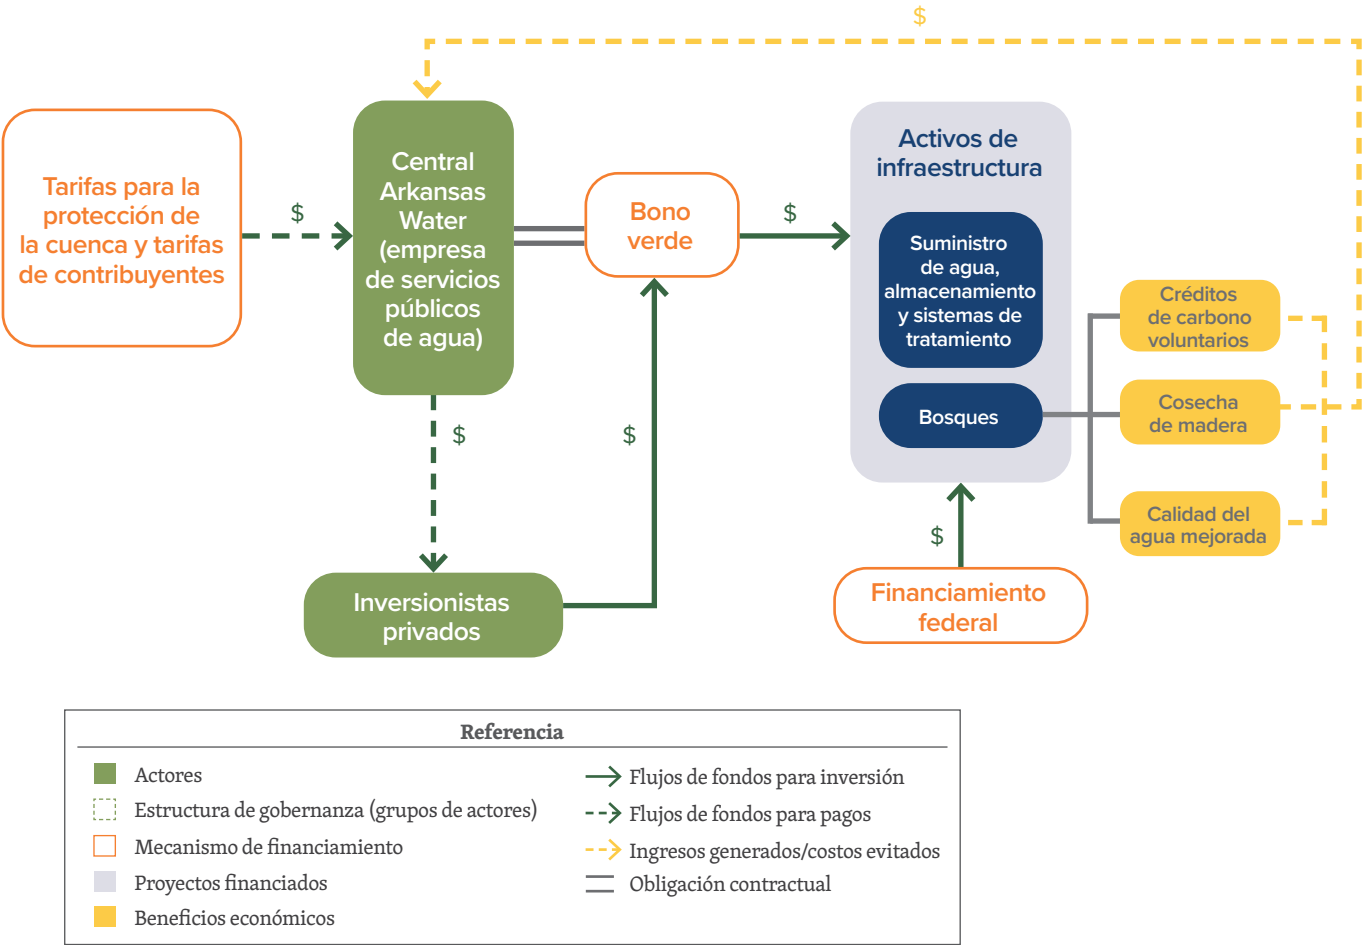 $
Tarifas para la
protección de
la cuenca y tarifas
de contribuyentes
$
Central
Arkansas
Water
(empresa
de servicios
públicos
de agua)
Bono
verde
$
Activos de
infraestructura
Suministro
de agua,
almacenamiento
y sistemas de
tratamiento
Bosques
Créditos
de carbono
voluntarios
Cosecha
de madera
Calidad del
agua mejorada
$
$
$
Inversionistas
privados
Financiamiento
federal
Referencia
Actores
Estructura de gobernanza (grupos de actores)
Mecanismo de financiamiento
Proyectos financiados
Beneficios económicos
Flujos de fondos para inversión
Flujos de fondos para pagos
Ingresos generados/costos evitados
Obligación contractual